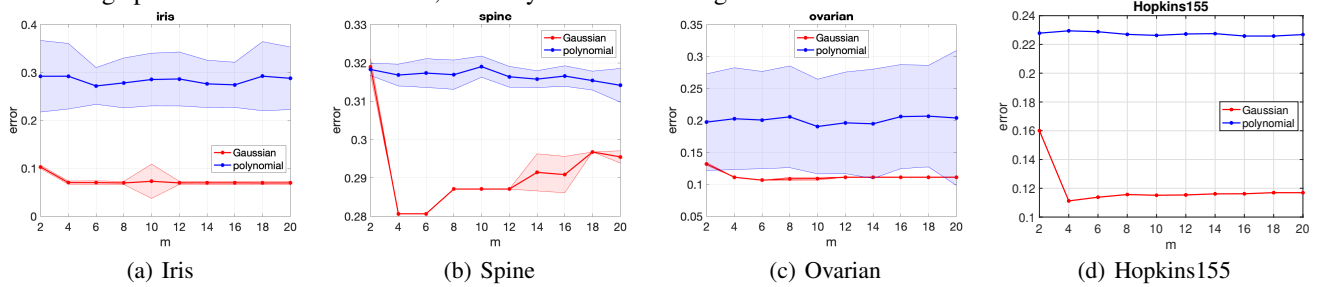 iris
0.4
0.3
0.2
0.1
0
error
Gaussian
polynomial
2 4 6 8 10 12 14 16 18 20
m
(a) Iris
spine
0.33
0.32
0.31
0.3
0.29
0.28
error
Gaussian
polynomial
2 4 6 8 10 12 14 16 18 20
m
(b) Spine
ovarian
0.35
0.3
0.25
0.2
0.15
0.1
0.05
error
Gaussian
polynomial
2 4 6 8 10 12 14 16 18 20
m
(c) Ovarian
Hopkins155
0.24
0.22
0.2
0.18
0.16
0.14
0.12
0.1
error
Gaussian
polynomial
2 4 6 8 10 12 14 16 18 20
m
(d) Hopkins155